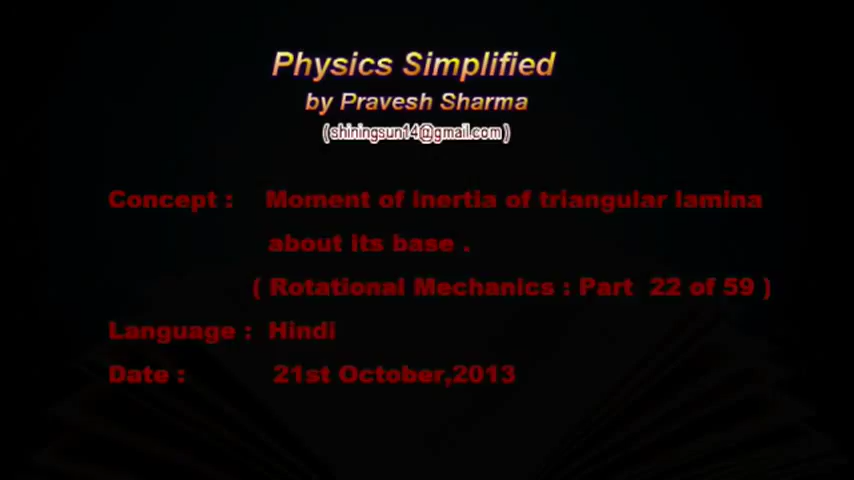 Physics Simplified
by Pravesh Sharma
(shiningsun14@gmail.com)
Concept : Moment of inertia of triangular lamina
about its base .
( Rotational Mechanics : Part 22 of 59 )
Language : Hindi
Date : 21st October,2013